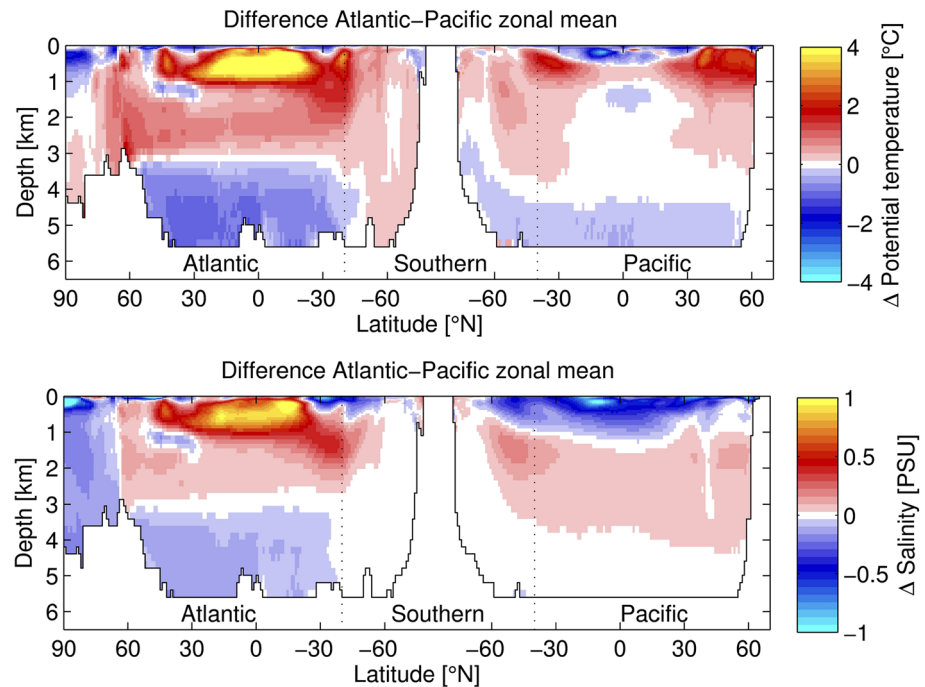 Difference Atlantic−Pacific zonal mean
0
1
2
3
4
5
6
Depth [km]
Atlantic
Southern
Pacific
90 60 30 0 −30 −60 −60 −30 0 30 60
Latitude [°N]
4
2
0
−2
−4
Δ Potential temperature [°C]
Difference Atlantic−Pacific zonal mean
0
1
2
3
4
5
6
Depth [km]
Atlantic
Southern
Pacific
90 60 30 0 −30 −60 −60 −30 0 30 60
Latitude [°N]
1
0.5
0
−0.5
−1
Δ Salinity [PSU]